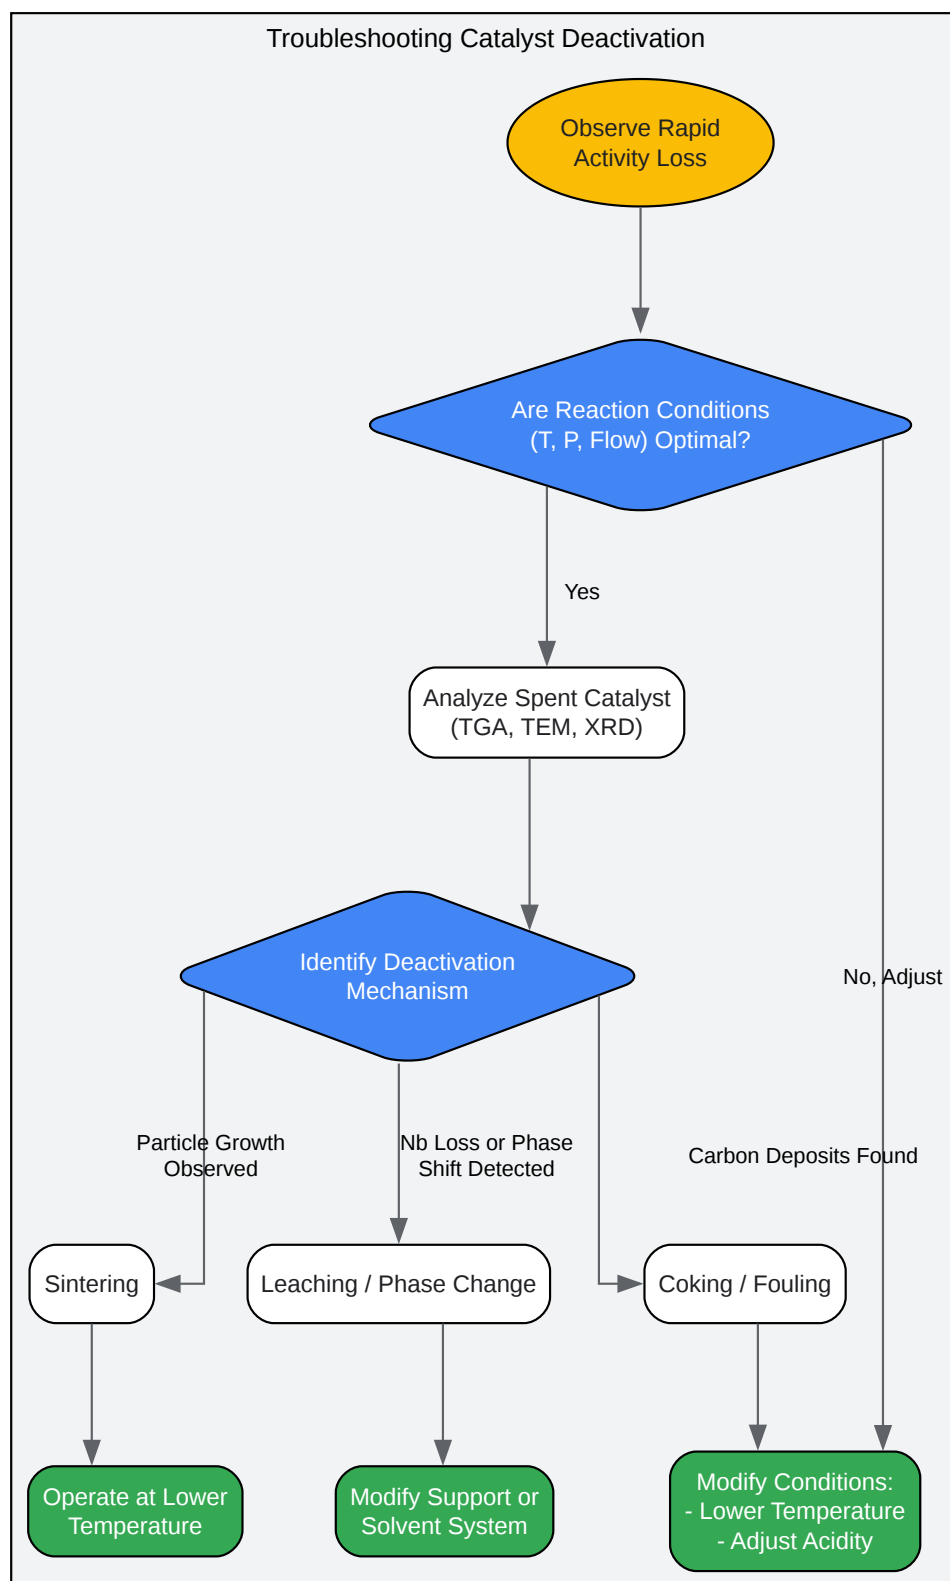 Troubleshooting Catalyst Deactivation
Observe Rapid
Activity Loss
Are Reaction Conditions
(T, P, Flow) Optimal?
Yes
Analyze Spent Catalyst
(TGA, TEM, XRD)
Identify Deactivation
Mechanism
No, Adjust
Particle Growth
Observed
Nb Loss or Phase
Shift Detected
Carbon Deposits Found
Sintering
Leaching / Phase Change
Coking / Fouling
Operate at Lower
Temperature
Modify Support or
Solvent System
Modify Conditions:
- Lower Temperature
- Adjust Acidity